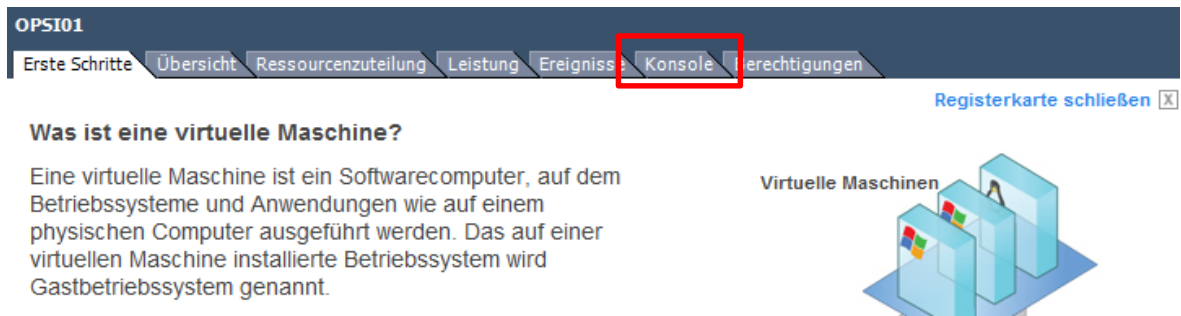 OPSI01
Erste Schritte Übersicht Ressourcenzuteilung Leistung Ereignisse Konsole Berechtigungen
Registerkarte schließen X
Was ist eine virtuelle Maschine?
Eine virtuelle Maschine ist ein Softwarecomputer, auf dem
Betriebssysteme und Anwendungen wie auf einem
physischen Computer ausgeführt werden. Das auf einer
virtuellen Maschine installierte Betriebssystem wird
Gastbetriebssystem genannt.
Virtuelle Maschinen